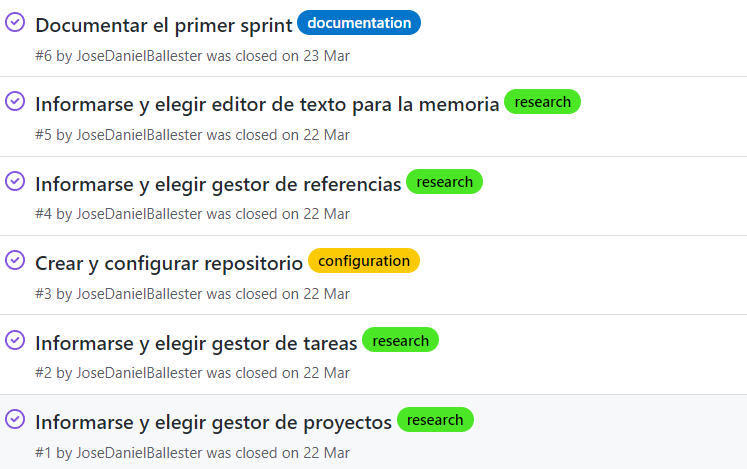 Documentar el primer sprint documentation
#6 by JoseDanielBallester was closed on 23 Mar
Informarse y elegir editor de texto para la memoria research
#5 by JoseDanielBallester was closed on 22 Mar
Informarse y elegir gestor de referencias research
#4 by JoseDanielBallester was closed on 22 Mar
Crear y configurar repositorio configuration
#3 by JoseDanielBallester was closed on 22 Mar
Informarse y elegir gestor de tareas research
#2 by JoseDanielBallester was closed on 22 Mar
Informarse y elegir gestor de proyectos research
#1 by JoseDanielBallester was closed on 22 Mar